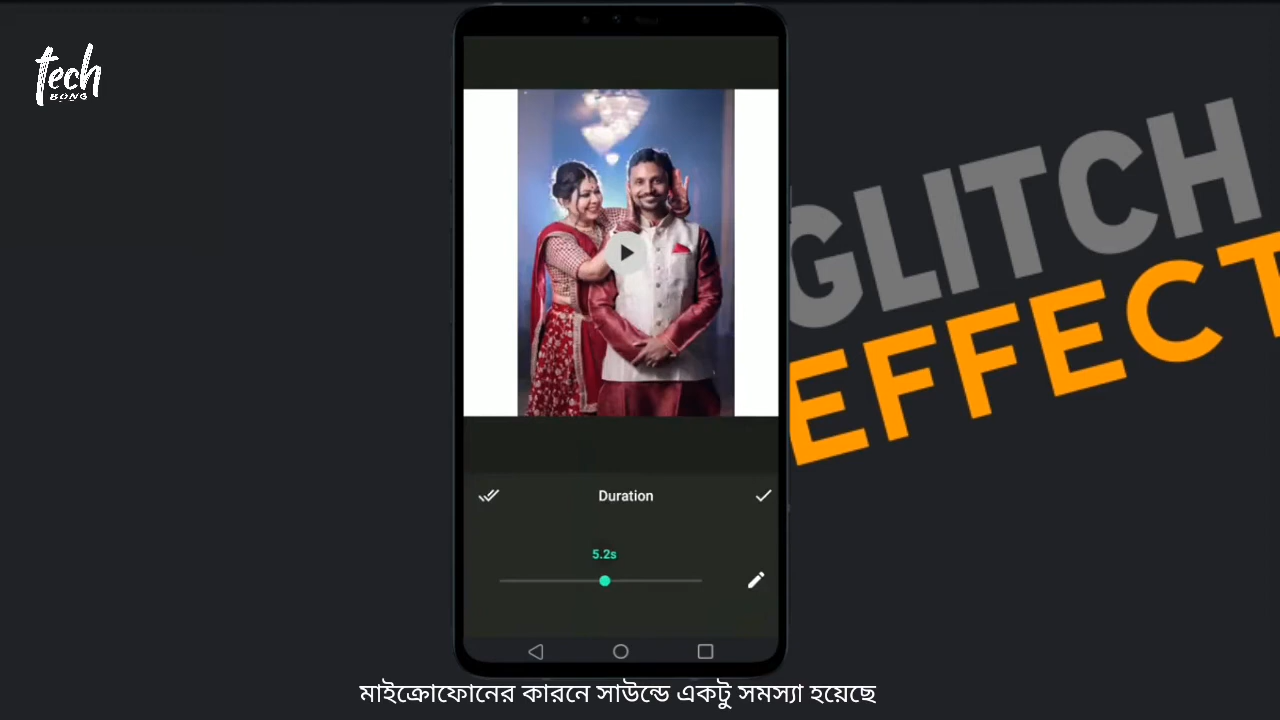 tech
BONG
GLITCH
EFFECT
Duration
5.2s
মাইক্রোফোনের কারনে সাউন্ডে একটু সমস্যা হয়েছে